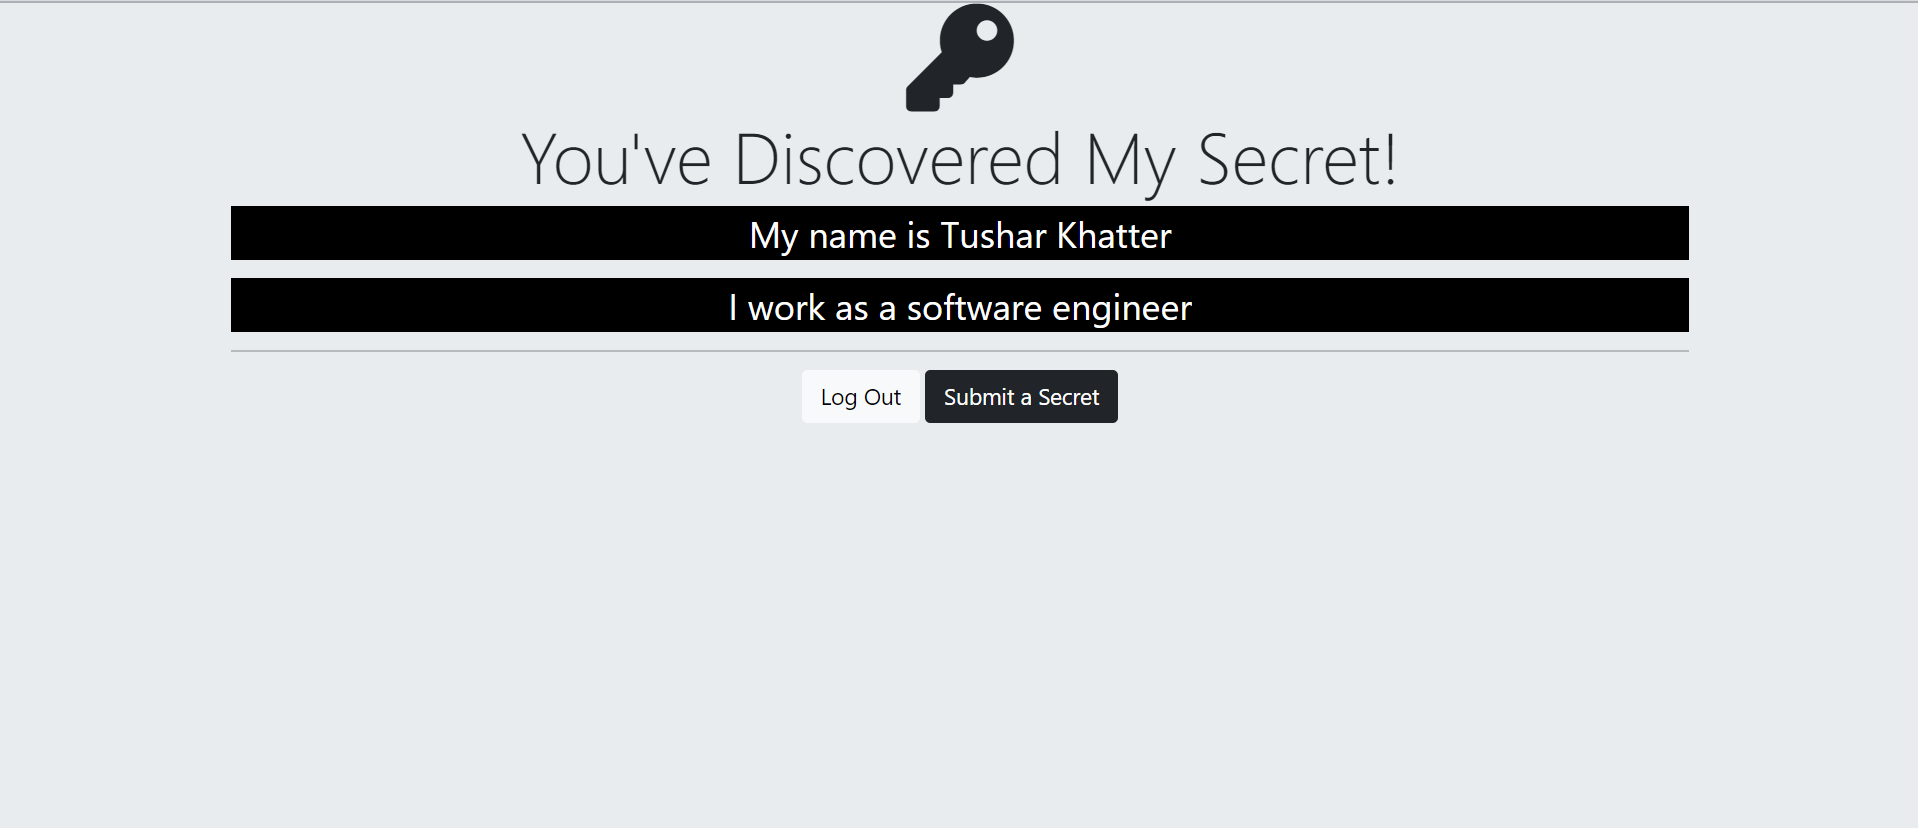 You've Discovered My Secret!
My name is Tushar Khatter
I work as a software engineer
Log Out Submit a Secret